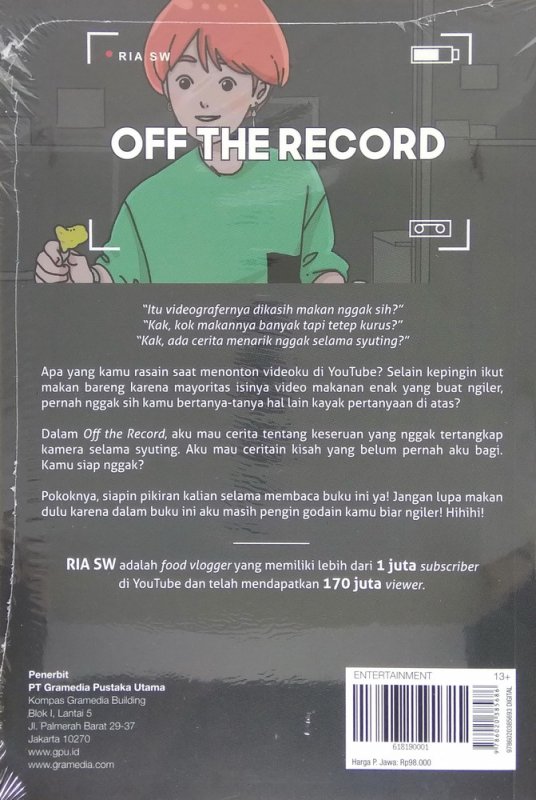 RIA SW
OFF THE RECORD
“Itu videografernya dikasih makan nggak sih?”
“Kak, kok makannya banyak tapi tetep kurus?”
“Kak, ada cerita menarik nggak selama syuting?”
Apa yang kamu rasain saat menonton videoku di YouTube? Selain kepingin ikut
makan bareng karena mayoritas isinya video makanan enak yang buat ngiler,
pernah nggak sih kamu bertanya-tanya hal lain kayak pertanyaan di atas?
Dalam Off the Record, aku mau cerita tentang keseruan yang nggak tertangkap
kamera selama syuting. Aku mau ceritain kisah yang belum pernah aku bagi.
Kamu siap nggak?
Pokoknya, siapin pikiran kalian selama membaca buku ini ya! Jangan lupa makan
dulu karena dalam buku ini aku masih pengin godain kamu biar ngiler! Hihihi!
RIA SW adalah food vlogger yang memiliki lebih dari 1 juta subscriber
di YouTube dan telah mendapatkan 170 juta viewer.
Penerbit
PT Gramedia Pustaka Utama
Kompas Gramedia Building
Blok I, Lantai 5
Jl. Palmerah Barat 29-37
Jakarta 10270
www.gpu.id
www.gramedia.com
ENTERTAINMENT 13+
618190001
9786020385686
9786020385693 DIGITAL
Harga P. Jawa: Rp98.000